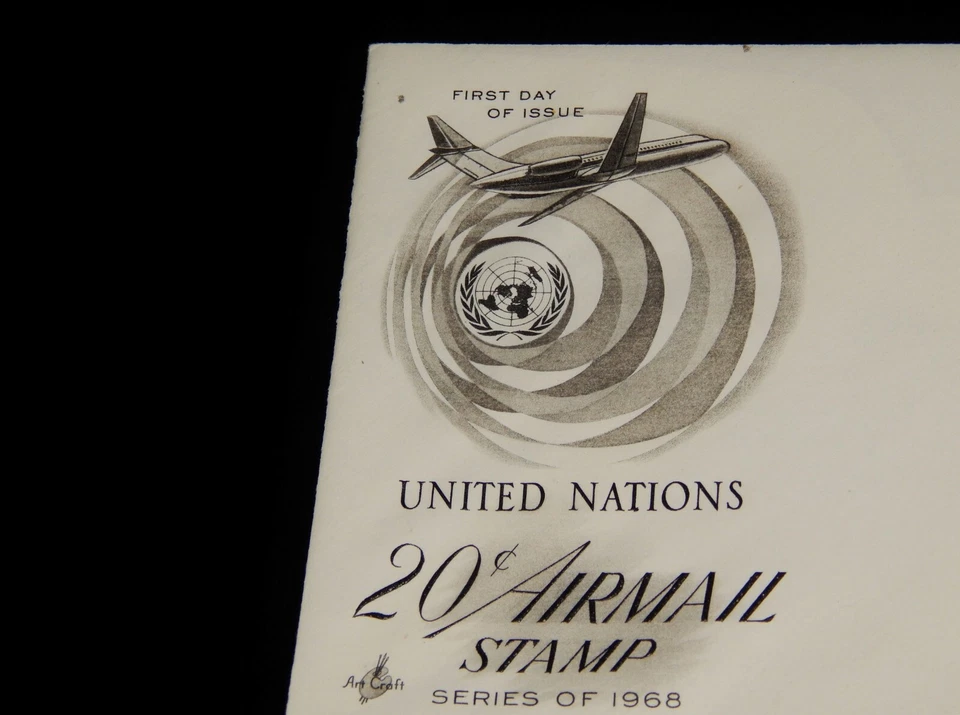 FIRST DAY
OF ISSUE
UNITED NATIONS
20¢ AIRMAIL
STAMP
Art Craft
SERIES OF 1968